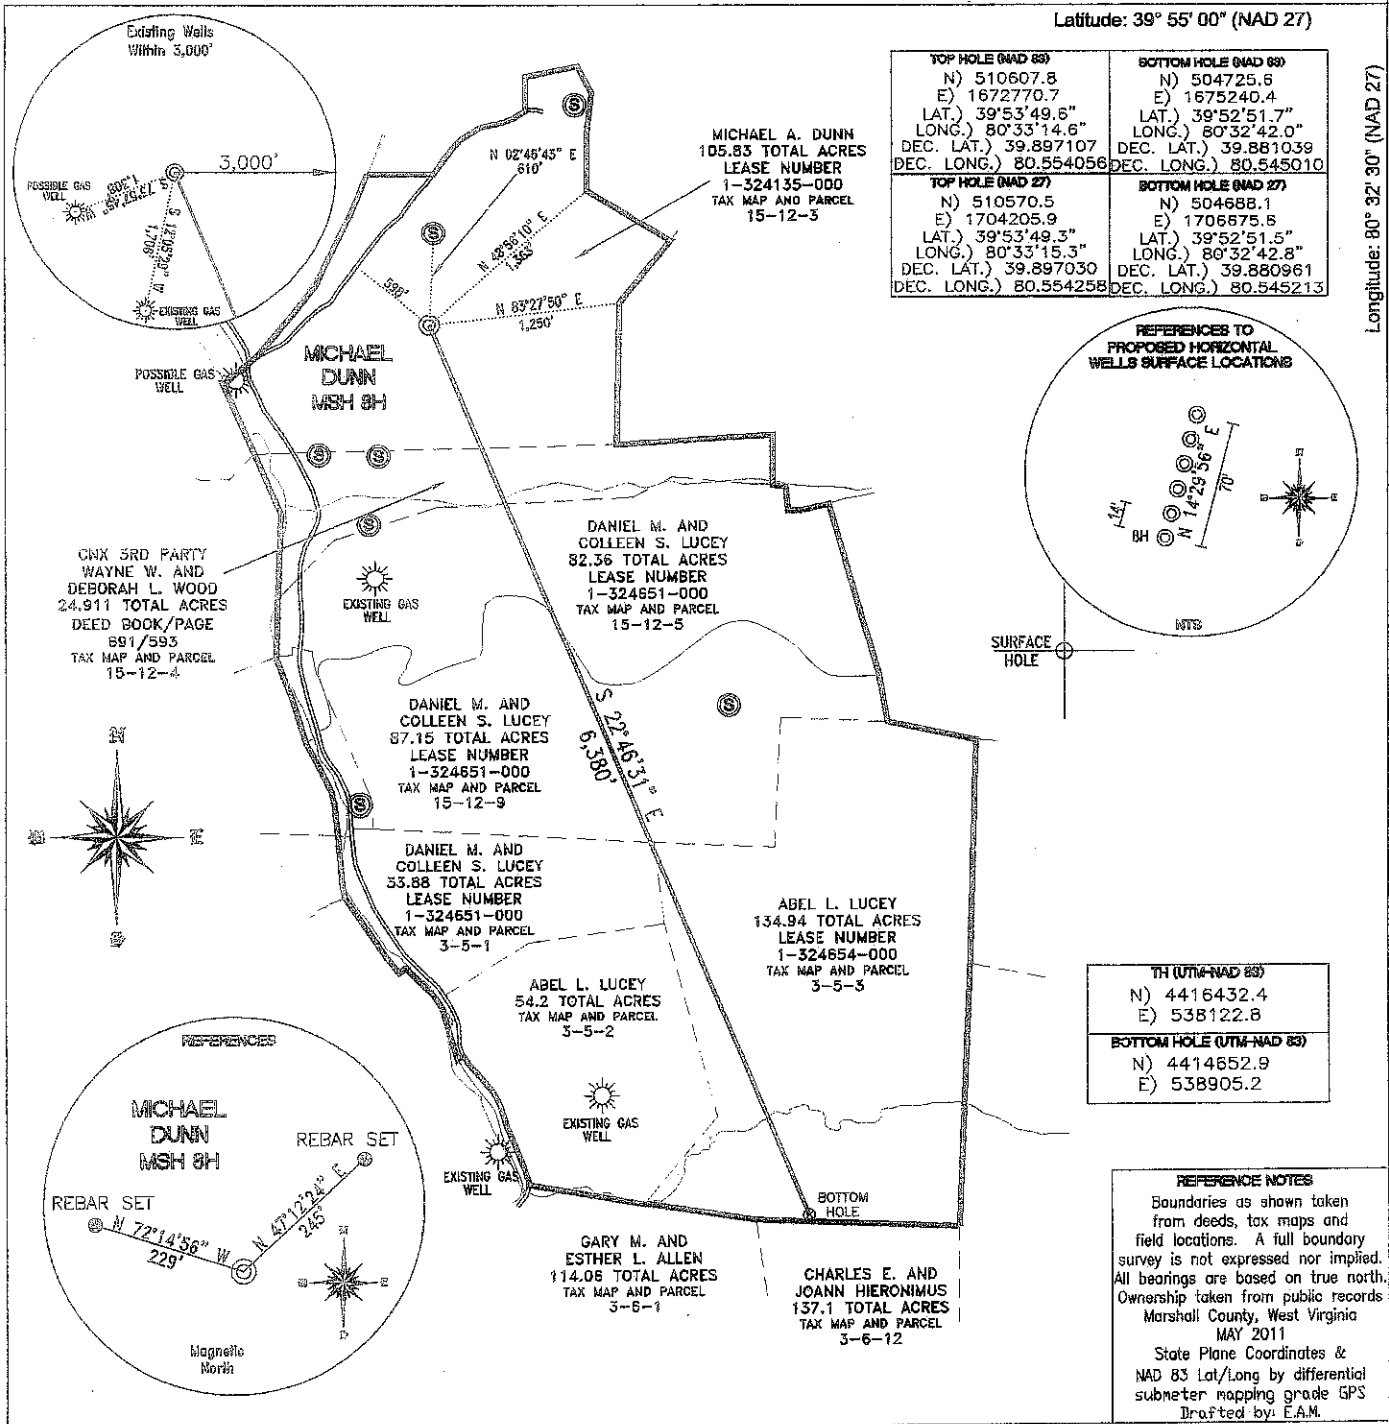 Latitude: 39° 55' 00" (NAD 27)
Longitude: 80° 32' 30" (NAD 27)
Existing Wells
Within 3,000'
3,000'
POSSIBLE GAS
WELL
1,308'
S 12°05'20" W
1,706'
EXISTING GAS
WELL
TOP HOLE (NAD 83)
N) 510607.8
E) 1672770.7
LAT.) 39°53'49.6"
LONG.) 80°33'14.6"
DEC. LAT.) 39.897107
DEC. LONG.) 80.554056
BOTTOM HOLE (NAD 83)
N) 504725.6
E) 1675240.4
LAT.) 39°52'51.7"
LONG.) 80°32'42.0"
DEC. LAT.) 39.881039
DEC. LONG.) 80.545010
TOP HOLE (NAD 27)
N) 510570.5
E) 1704205.9
LAT.) 39°53'49.3"
LONG.) 80°33'15.3"
DEC. LAT.) 39.897030
DEC. LONG.) 80.554258
BOTTOM HOLE (NAD 27)
N) 504688.1
E) 1706675.6
LAT.) 39°52'51.5"
LONG.) 80°32'42.8"
DEC. LAT.) 39.880961
DEC. LONG.) 80.545213
S
MICHAEL A. DUNN
105.83 TOTAL ACRES
LEASE NUMBER
1-324135-000
TAX MAP AND PARCEL
15-12-3
N 02°46'43" E
610'
S
N 48°56'10" E
1,363'
598'
N 83°27'50" E
1,250'
POSSIBLE GAS
WELL
MICHAEL
DUNN
MSH 8H
S
S
REFERENCES TO
PROPOSED HORIZONTAL
WELLS SURFACE LOCATIONS
N 14°29'56" E
70'
14'
8H
N
E
NTS
S
CNX 3RD PARTY
WAYNE W. AND
DEBORAH L. WOOD
24.911 TOTAL ACRES
DEED BOOK/PAGE
691/593
TAX MAP AND PARCEL
15-12-4
EXISTING GAS
WELL
DANIEL M. AND
COLLEEN S. LUCEY
82.36 TOTAL ACRES
LEASE NUMBER
1-324651-000
TAX MAP AND PARCEL
15-12-5
SURFACE
HOLE
S 22°46'31" E
6,380'
S
DANIEL M. AND
COLLEEN S. LUCEY
87.15 TOTAL ACRES
LEASE NUMBER
1-324651-000
TAX MAP AND PARCEL
15-12-9
S
N
E
S
DANIEL M. AND
COLLEEN S. LUCEY
33.88 TOTAL ACRES
LEASE NUMBER
1-324651-000
TAX MAP AND PARCEL
3-5-1
ABEL L. LUCEY
134.94 TOTAL ACRES
LEASE NUMBER
1-324654-000
TAX MAP AND PARCEL
3-5-3
ABEL L. LUCEY
54.2 TOTAL ACRES
TAX MAP AND PARCEL
3-5-2
TH (UTM-NAD 83)
N) 4416432.4
E) 538122.8
BOTTOM HOLE (UTM-NAD 83)
N) 4414652.9
E) 538905.2
REFERENCES
MICHAEL
DUNN
MSH 8H
REBAR SET
REBAR SET
N 72°14'56" W
229'
N 47°12'24" E
245'
Magnetic
North
EXISTING GAS
WELL
EXISTING GAS
WELL
BOTTOM
HOLE
GARY M. AND
ESTHER L. ALLEN
114.06 TOTAL ACRES
TAX MAP AND PARCEL
3-6-1
CHARLES E. AND
JOANN HIERONIMUS
137.1 TOTAL ACRES
TAX MAP AND PARCEL
3-6-12
REFERENCE NOTES
Boundaries as shown taken
from deeds, tax maps and
field locations. A full boundary
survey is not expressed nor implied.
All bearings are based on true north.
Ownership taken from public records
Marshall County, West Virginia
MAY 2011
State Plane Coordinates &
NAD 83 Lat/Long by differential
submeter mapping grade GPS
Drafted by: E.A.M.